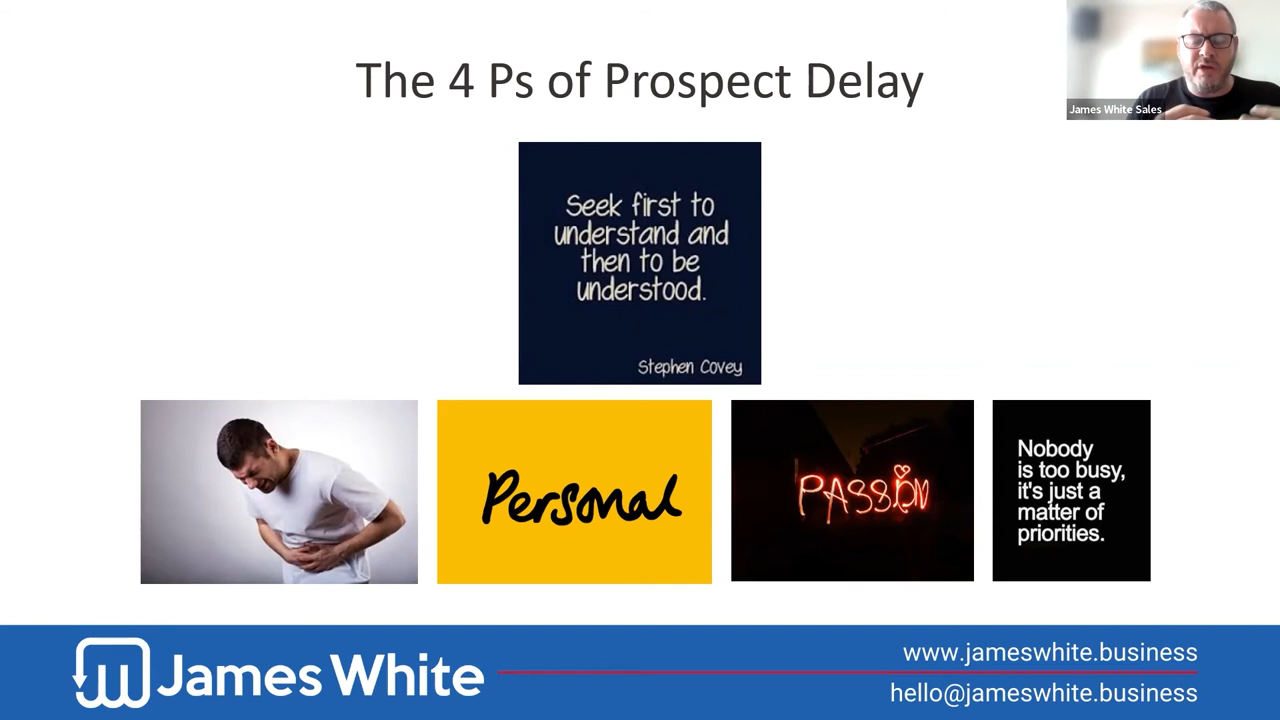 The 4 Ps of Prospect Delay
James White Sales
Seek first to
understand and
then to be
understood.
Stephen Covey
Personal
PASSION
Nobody
is too busy,
it's just a
matter of
priorities.
James White
www.jameswhite.business
hello@jameswhite.business